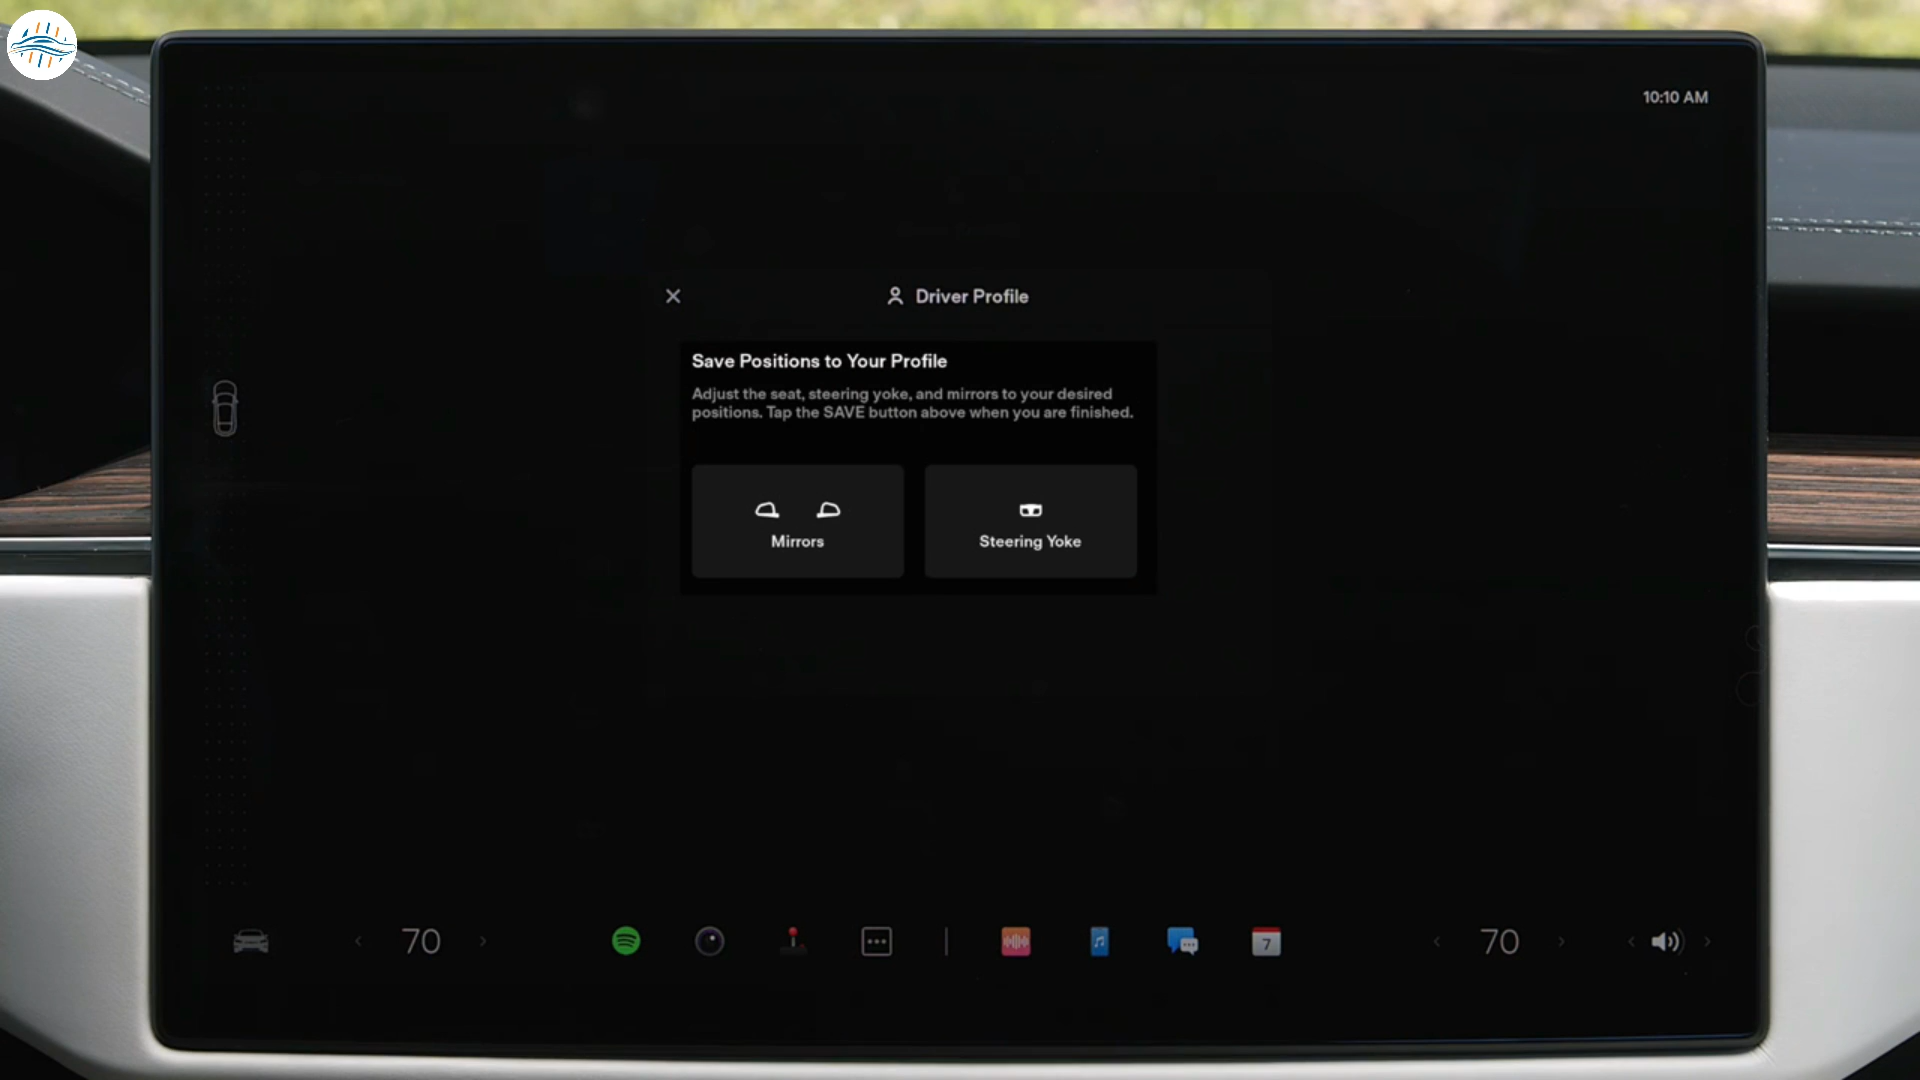 10:10 AM
Driver Profile
Save Positions to Your Profile
Adjust the seat, steering yoke, and mirrors to your desired
positions. Tap the SAVE button above when you are finished.
Mirrors
Steering Yoke
70
7
70